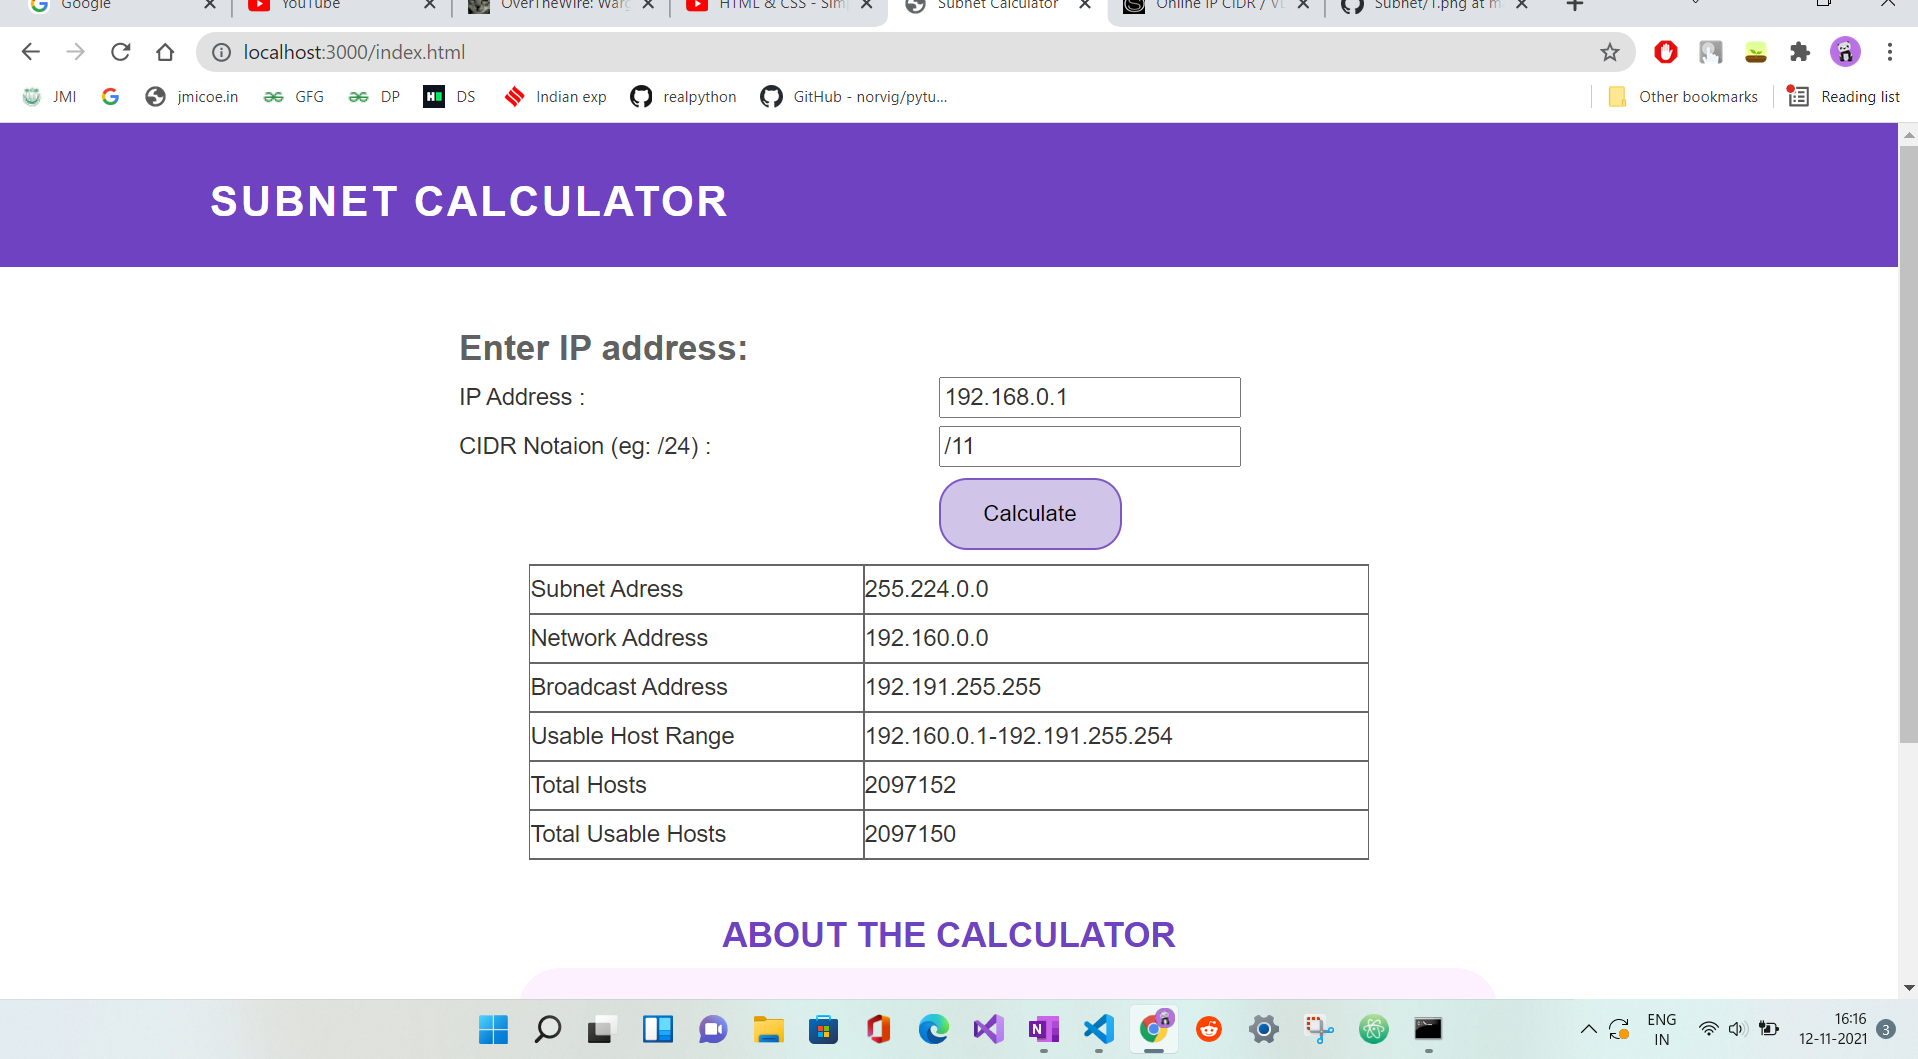 Google
YouTube
OverTheWire: Warg
HTML & CSS - Sim
Subnet Calculator
Online IP CIDR / VL
Subnet/1.png at m
localhost:3000/index.html
JMI
jmicoe.in
GFG
DP
DS
Indian exp
realpython
GitHub - norvig/pytu...
Other bookmarks
Reading list
SUBNET CALCULATOR
Enter IP address:
IP Address : 192.168.0.1
CIDR Notaion (eg: /24) : /11
Calculate
Subnet Adress 255.224.0.0
Network Address 192.160.0.0
Broadcast Address 192.191.255.255
Usable Host Range 192.160.0.1-192.191.255.254
Total Hosts 2097152
Total Usable Hosts 2097150
ABOUT THE CALCULATOR
ENG
IN
16:16
12-11-2021
3